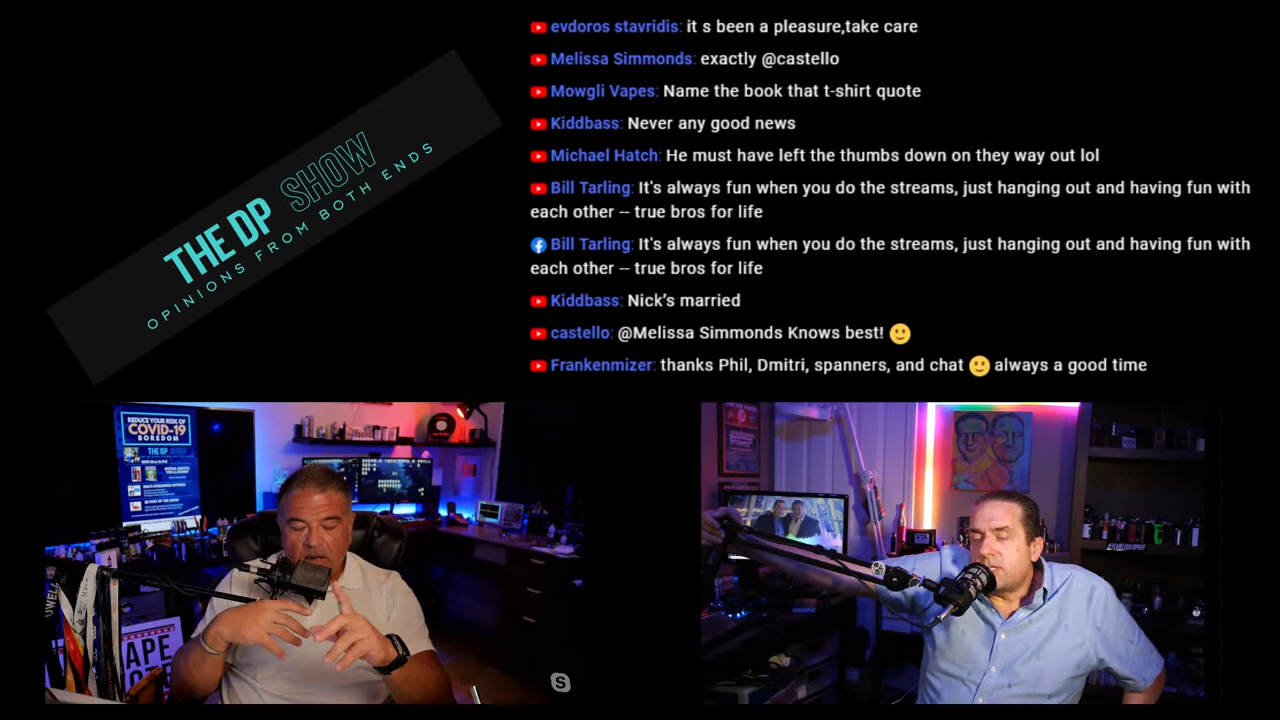 evdoros stavridis: it s been a pleasure,take care
Melissa Simmonds: exactly @castello
Mowgli Vapes: Name the book that t-shirt quote
Kiddbass: Never any good news
Michael Hatch: He must have left the thumbs down on they way out lol
Bill Tarling: It's always fun when you do the streams, just hanging out and having fun with
each other -- true bros for life
Bill Tarling: It's always fun when you do the streams, just hanging out and having fun with
each other -- true bros for life
Kiddbass: Nick's married
castello: @Melissa Simmonds Knows best! 🙂
Frankenmizer: thanks Phil, Dmitri, spanners, and chat 🙂 always a good time
THE DP SHOW
OPINIONS FROM BOTH ENDS
REDUCE YOUR RISK OF
COVID-19
BOREDOM
THE DP SHOW